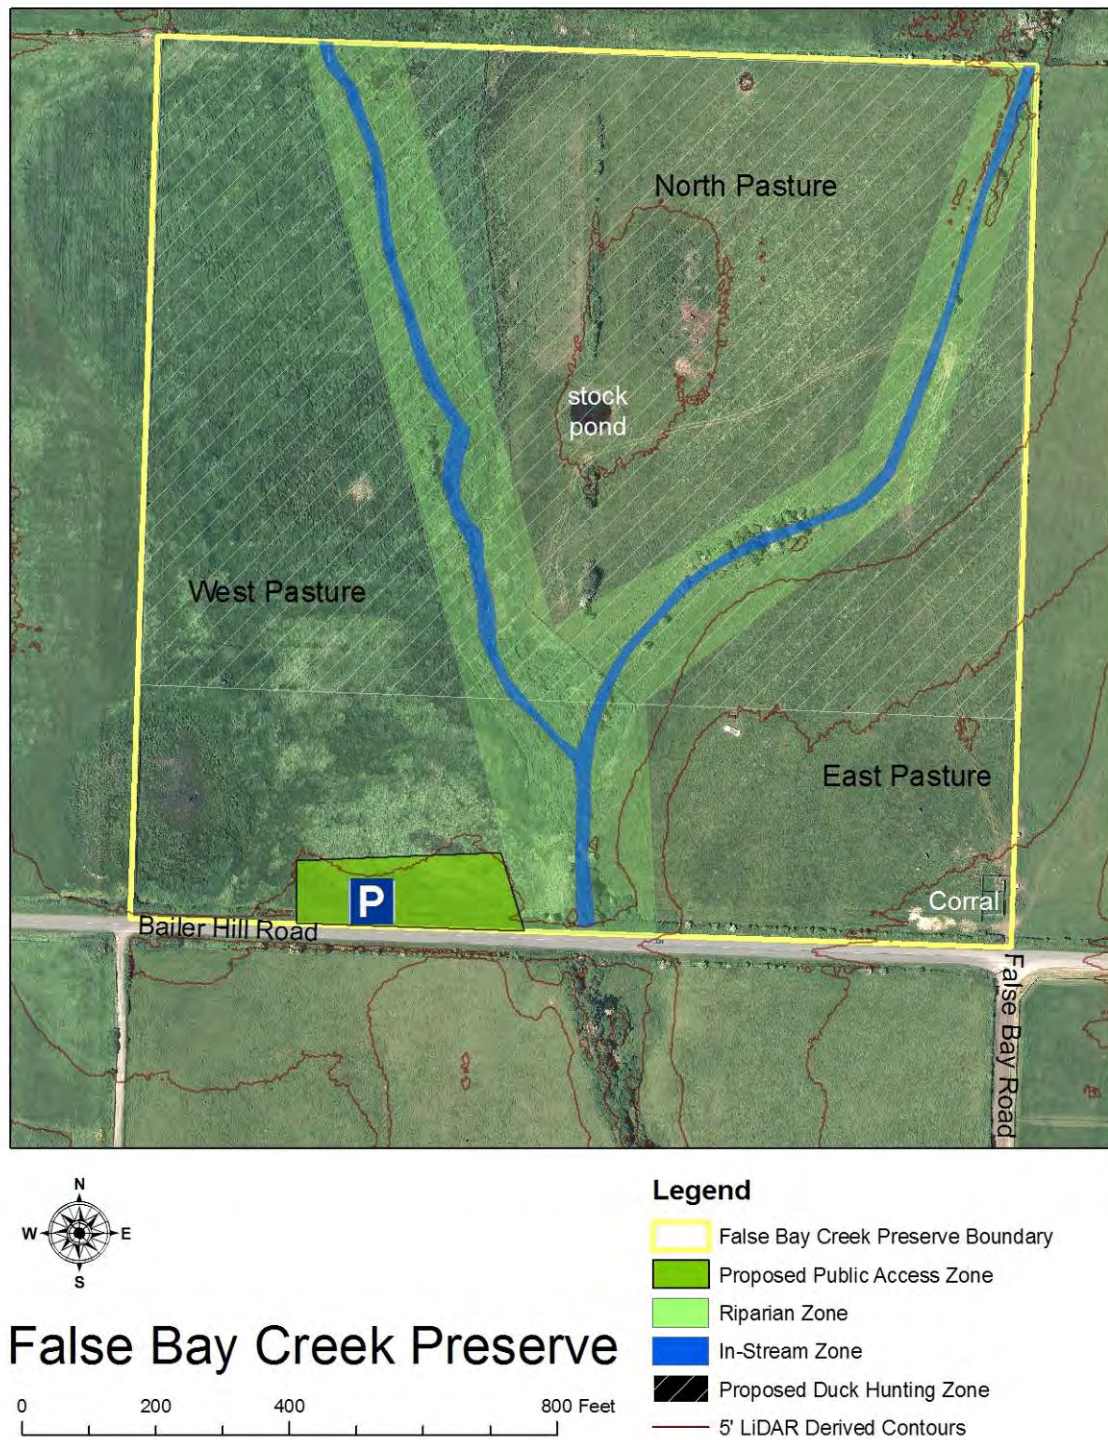 North Pasture
stock
pond
West Pasture
East Pasture
Corral
P
Bailer Hill Road
False Bay Road
N
W E
S
False Bay Creek Preserve
0 200 400 800 Feet
Legend
False Bay Creek Preserve Boundary
Proposed Public Access Zone
Riparian Zone
In-Stream Zone
Proposed Duck Hunting Zone
5' LiDAR Derived Contours